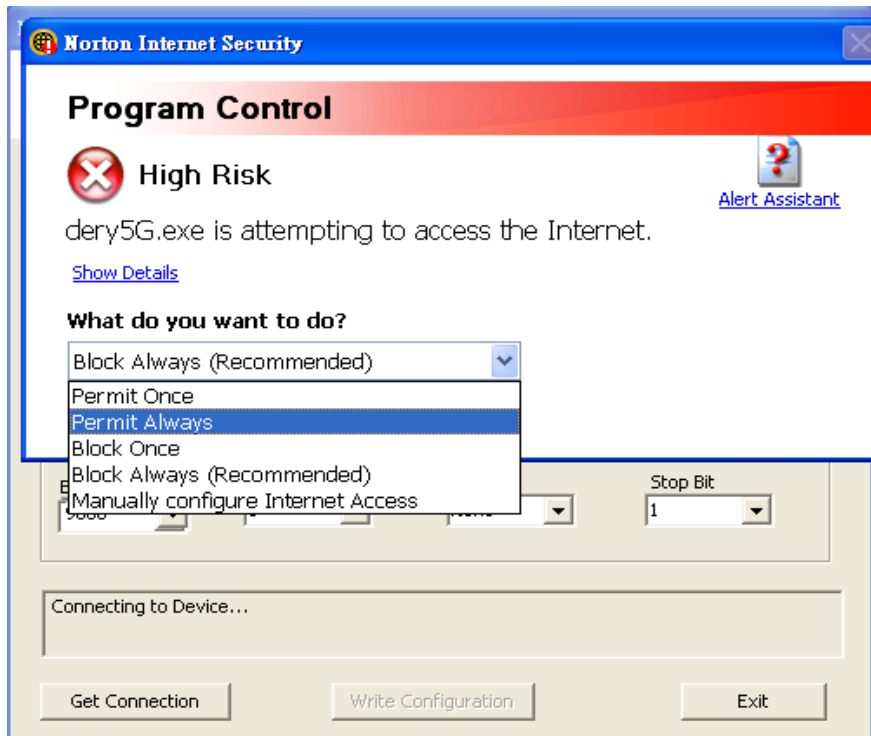 Norton Internet Security
Program Control
High Risk
Alert Assistant
dery5G.exe is attempting to access the Internet.
Show Details
What do you want to do?
Block Always (Recommended)
Permit Once
Permit Always
Block Once
Block Always (Recommended)
Manually configure Internet Access
Stop Bit
1
Connecting to Device...
Get Connection
Write Configuration
Exit